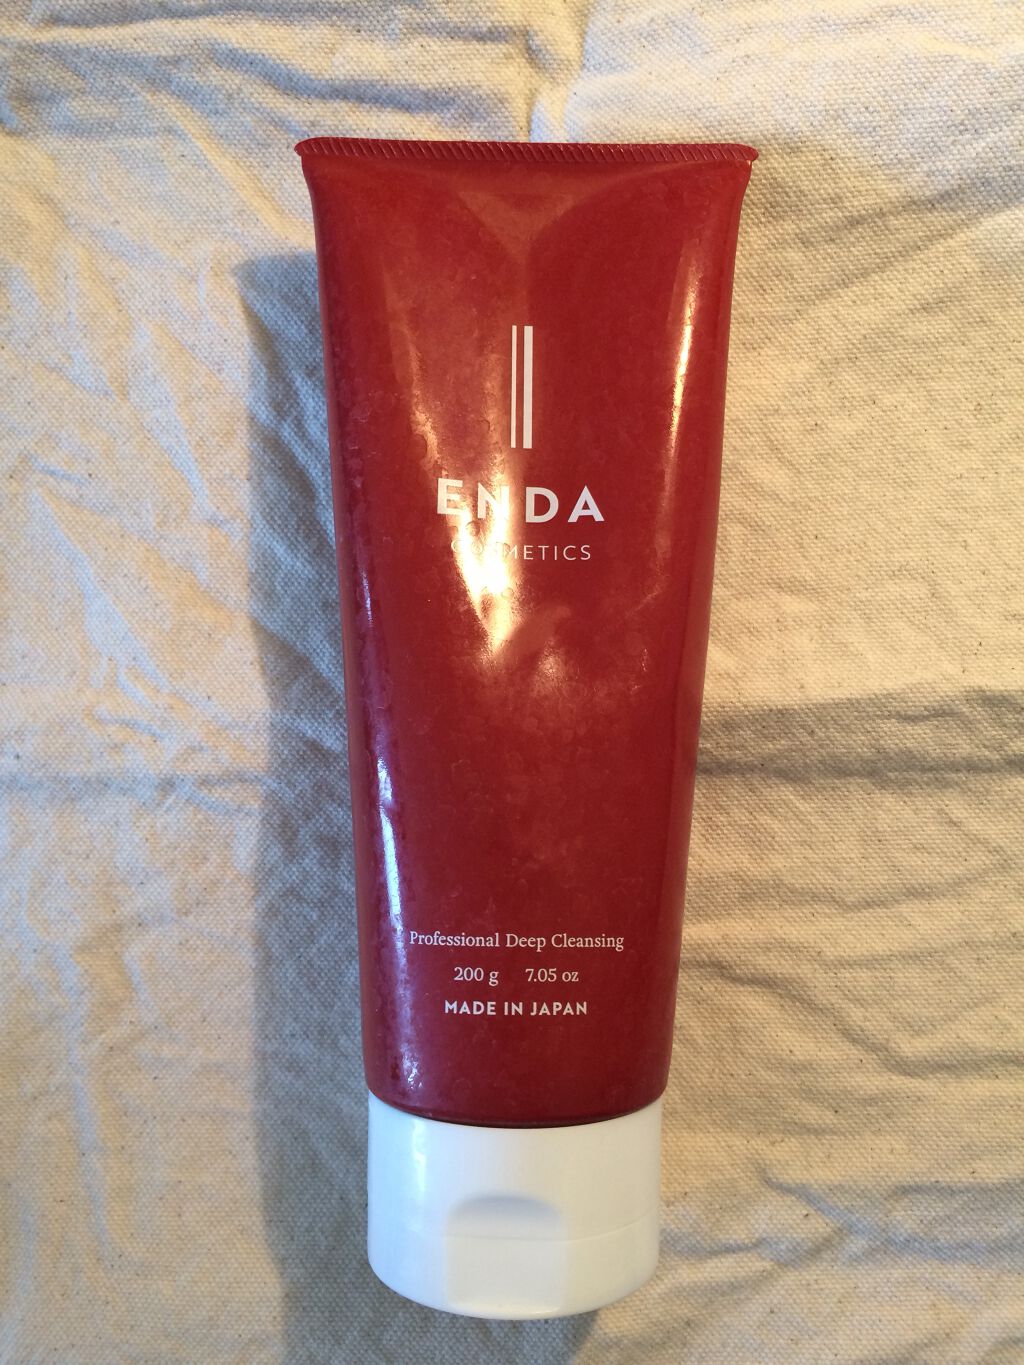 ENDA
COSMETICS
Professional Deep Cleansing
200 g 7.05 oz
MADE IN JAPAN